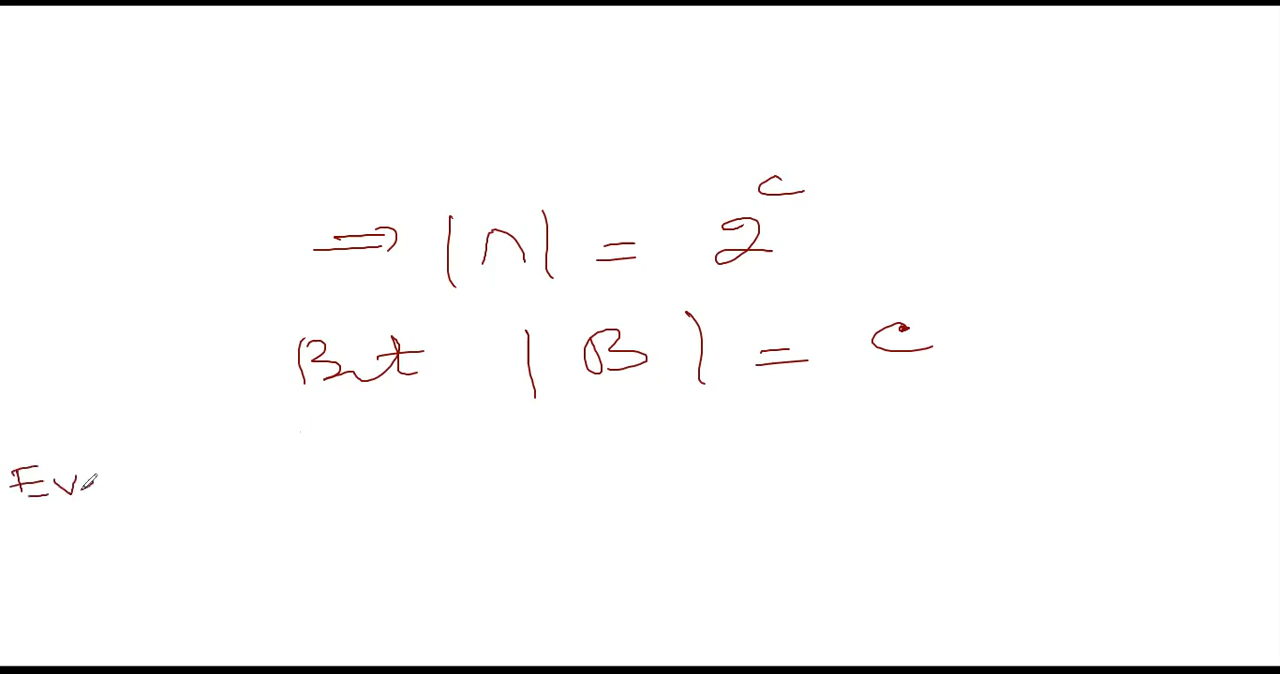 ⇒ |∩| = 2^c
But |B| = c
Ev